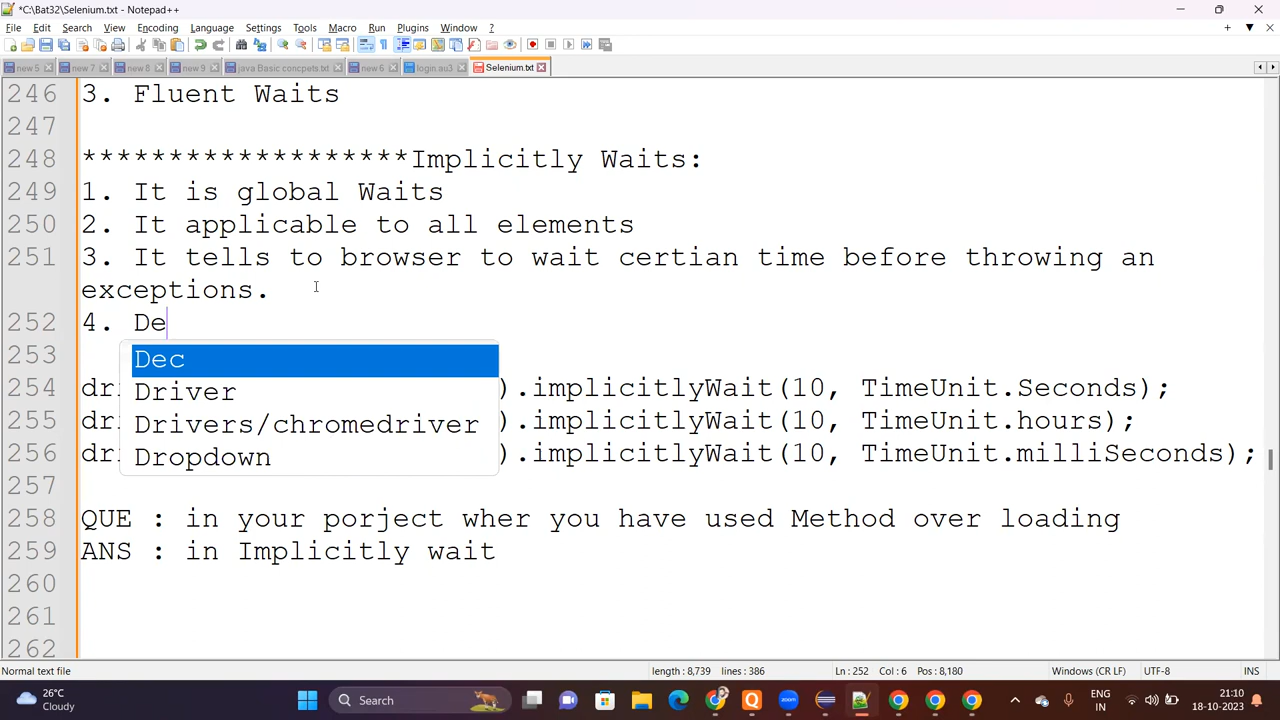 *C:\Bat32\Selenium.txt - Notepad++
File Edit Search View Encoding Language Settings Tools Macro Run Plugins Window ?
new 5 new 7 new 8 new 9 java Basic concpets.txt new 6 login.au3 Selenium.txt
246 3. Fluent Waits
247
248 *******************Implicitly Waits:
249 1. It is global Waits
250 2. It applicable to all elements
251 3. It tells to browser to wait certian time before throwing an
exceptions.
252 4. De
253
Dec
Driver
Drivers/chromedriver
Dropdown
254 dri ).implicitlyWait(10, TimeUnit.Seconds);
255 dri ).implicitlyWait(10, TimeUnit.hours);
256 dri ).implicitlyWait(10, TimeUnit.milliSeconds);
257
258 QUE : in your porject wher you have used Method over loading
259 ANS : in Implicitly wait
260
261
262
Normal text file length : 8,739 lines : 386 Ln : 252 Col : 6 Pos : 8,180 Windows (CR LF) UTF-8 INS
26°C
Cloudy
Search
zoom
ENG
IN
21:10
18-10-2023